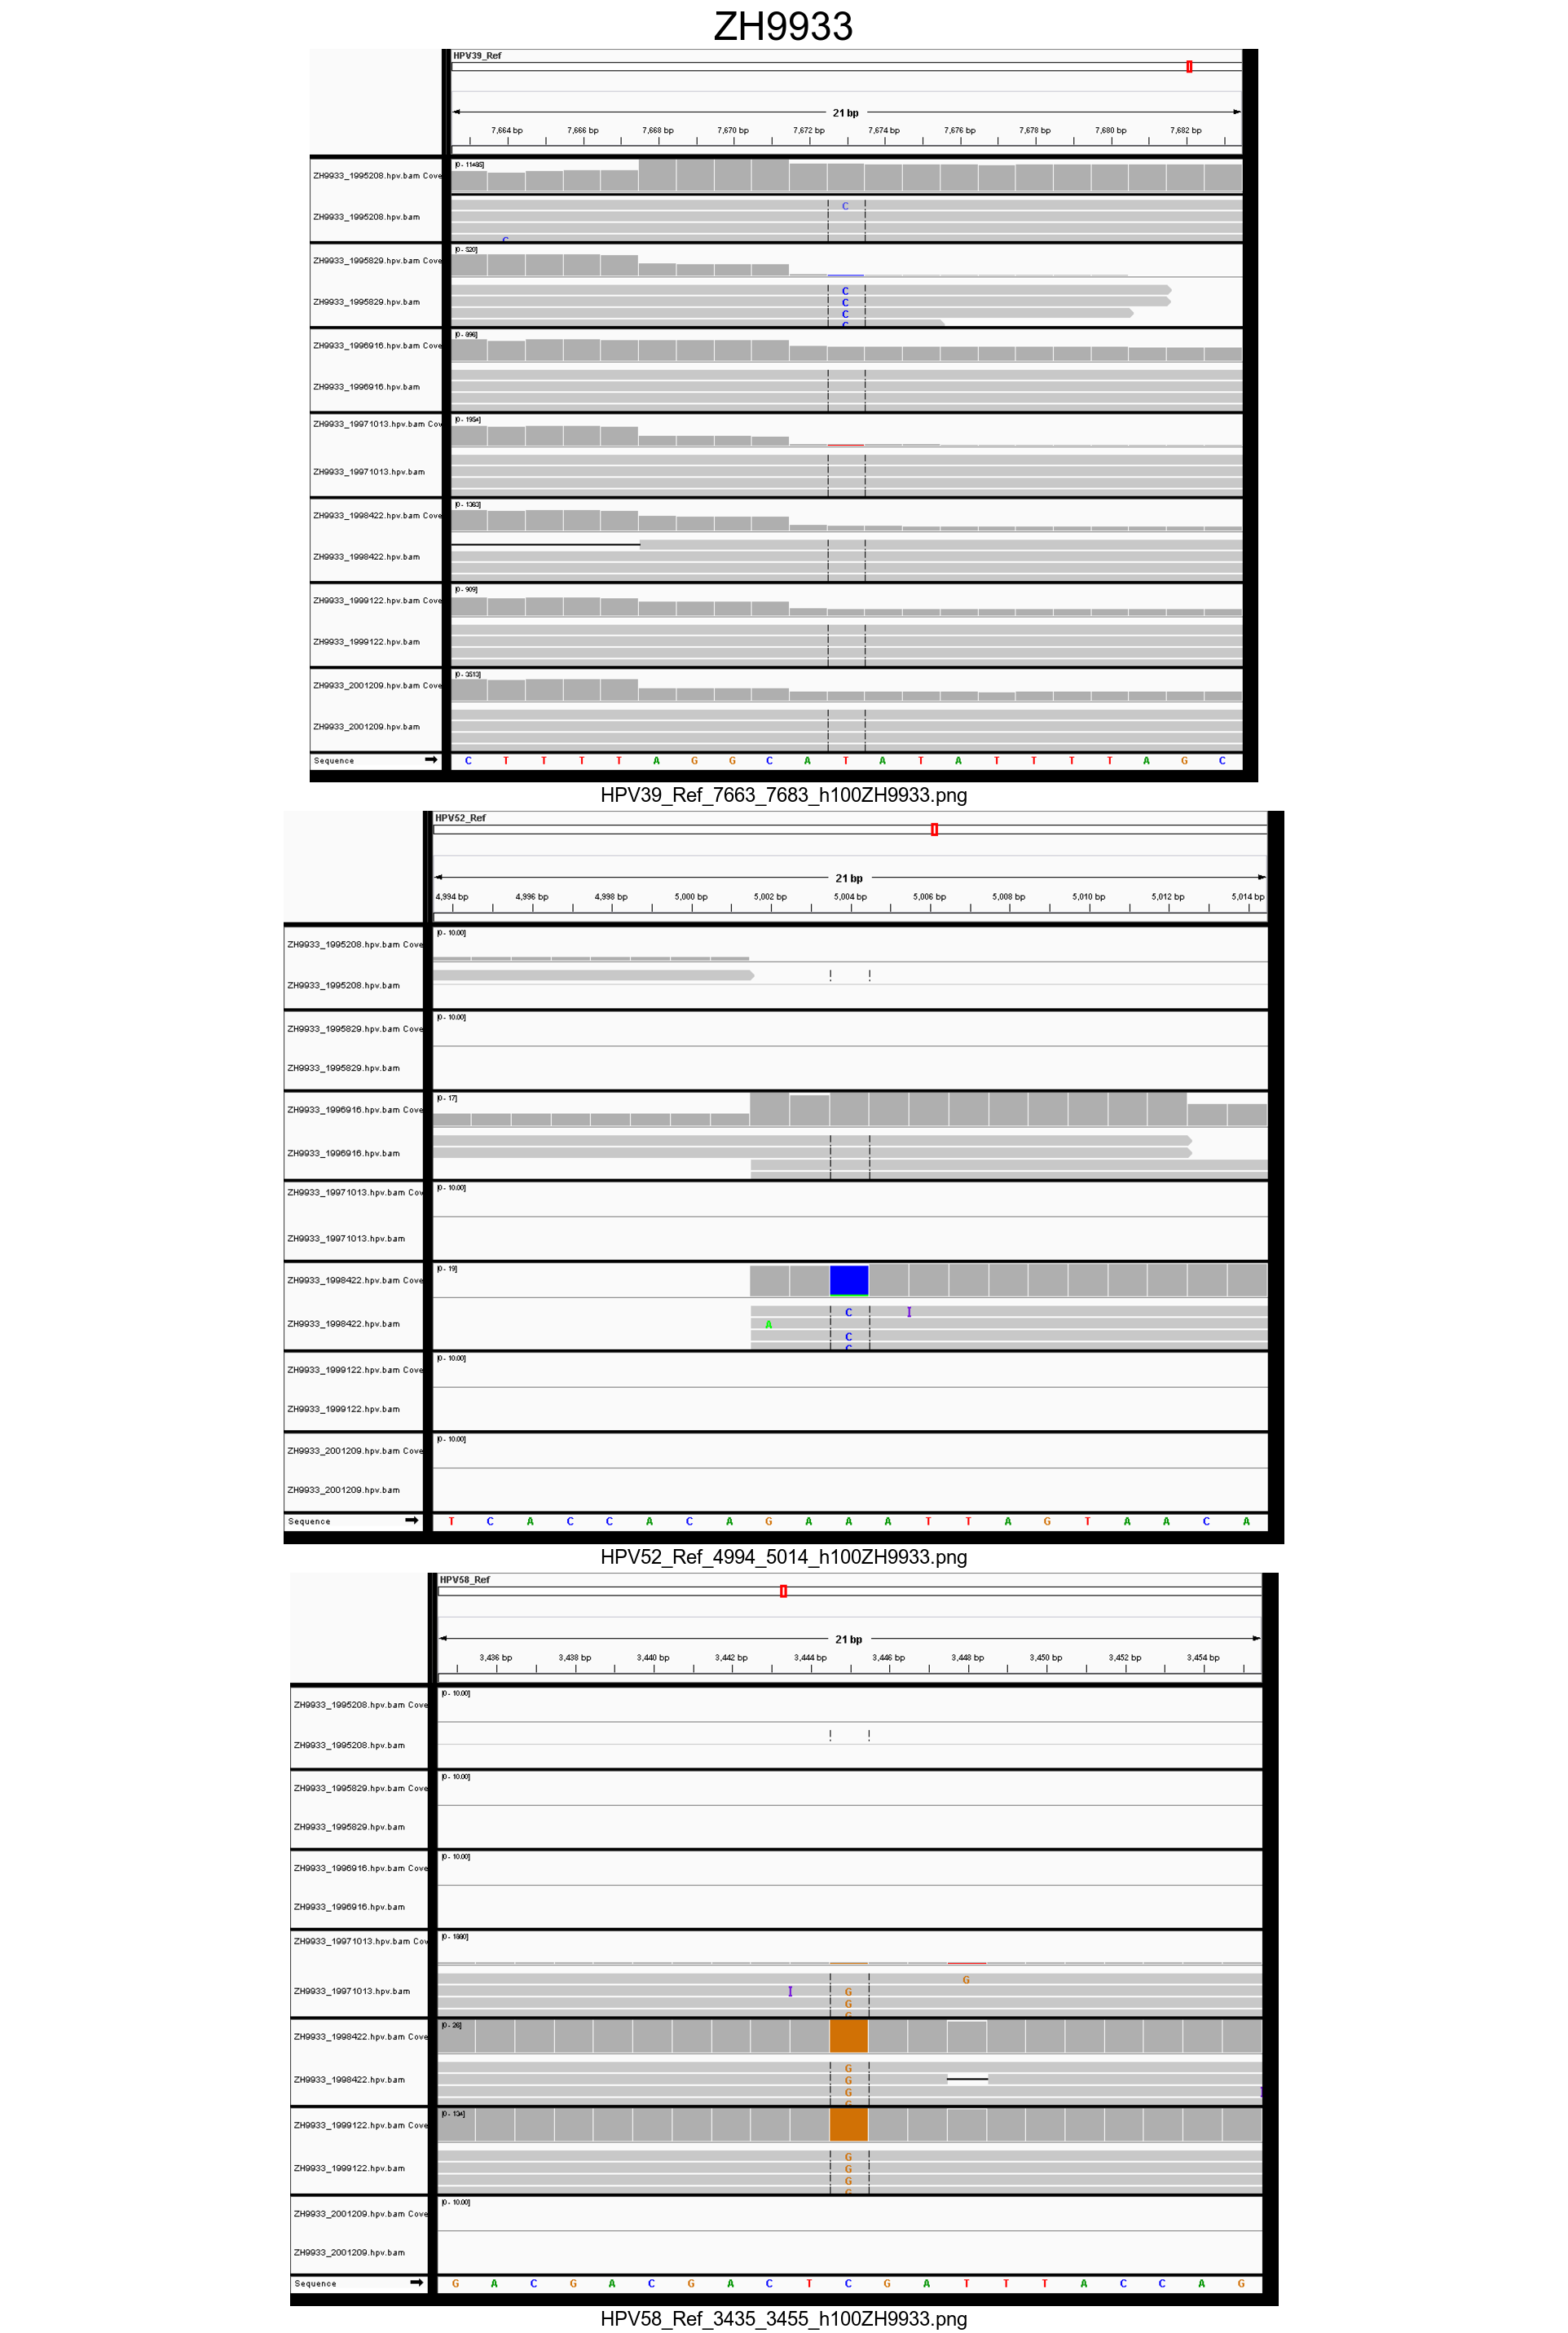 ZH9933
HPV39_Ref
21 bp
7,664 bp 7,666 bp 7,668 bp 7,670 bp 7,672 bp 7,674 bp 7,676 bp 7,678 bp 7,680 bp 7,682 bp
[0 - 11485]
ZH9933_1995208.hpv.bam Cove
C
ZH9933_1995208.hpv.bam
C
[0 - 520]
ZH9933_1995829.hpv.bam Cove
C
ZH9933_1995829.hpv.bam
C
C
C
[0 - 896]
ZH9933_1996916.hpv.bam Cove
ZH9933_1996916.hpv.bam
[0 - 1954]
ZH9933_19971013.hpv.bam Cov
ZH9933_19971013.hpv.bam
[0 - 1363]
ZH9933_1998422.hpv.bam Cove
ZH9933_1998422.hpv.bam
[0 - 909]
ZH9933_1999122.hpv.bam Cove
ZH9933_1999122.hpv.bam
[0 - 3513]
ZH9933_2001209.hpv.bam Cove
ZH9933_2001209.hpv.bam
Sequence C T T T T A G G C A T A T A T T T T A G C
HPV39_Ref_7663_7683_h100ZH9933.png
HPV52_Ref
21 bp
4,994 bp 4,996 bp 4,998 bp 5,000 bp 5,002 bp 5,004 bp 5,006 bp 5,008 bp 5,010 bp 5,012 bp 5,014 bp
[0 - 10.00]
ZH9933_1995208.hpv.bam Cove
ZH9933_1995208.hpv.bam
[0 - 10.00]
ZH9933_1995829.hpv.bam Cove
ZH9933_1995829.hpv.bam
[0 - 17]
ZH9933_1996916.hpv.bam Cove
ZH9933_1996916.hpv.bam
[0 - 10.00]
ZH9933_19971013.hpv.bam Cov
ZH9933_19971013.hpv.bam
[0 - 19]
ZH9933_1998422.hpv.bam Cove
C I
ZH9933_1998422.hpv.bam A
C
C
[0 - 10.00]
ZH9933_1999122.hpv.bam Cove
ZH9933_1999122.hpv.bam
[0 - 10.00]
ZH9933_2001209.hpv.bam Cove
ZH9933_2001209.hpv.bam
Sequence T C A C C A C A G A A A T T A G T A A C A
HPV52_Ref_4994_5014_h100ZH9933.png
HPV58_Ref
21 bp
3,436 bp 3,438 bp 3,440 bp 3,442 bp 3,444 bp 3,446 bp 3,448 bp 3,450 bp 3,452 bp 3,454 bp
[0 - 10.00]
ZH9933_1995208.hpv.bam Cove
ZH9933_1995208.hpv.bam
[0 - 10.00]
ZH9933_1995829.hpv.bam Cove
ZH9933_1995829.hpv.bam
[0 - 10.00]
ZH9933_1996916.hpv.bam Cove
ZH9933_1996916.hpv.bam
ZH9933_19971013.hpv.bam Cov
G
ZH9933_19971013.hpv.bam I G
G
G
[0 - 26]
ZH9933_1998422.hpv.bam Cove
G
ZH9933_1998422.hpv.bam G
G I
G
[0 - 134]
ZH9933_1999122.hpv.bam Cove
G
ZH9933_1999122.hpv.bam G
G
G
[0 - 10.00]
ZH9933_2001209.hpv.bam Cove
ZH9933_2001209.hpv.bam
Sequence G A C G A C G A C T C G A T T T A C C A G
HPV58_Ref_3435_3455_h100ZH9933.png